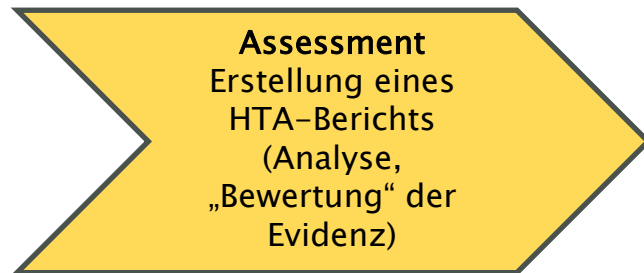 Assessment
Erstellung eines
HTA–Berichts
(Analyse,
„Bewertung“ der
Evidenz)